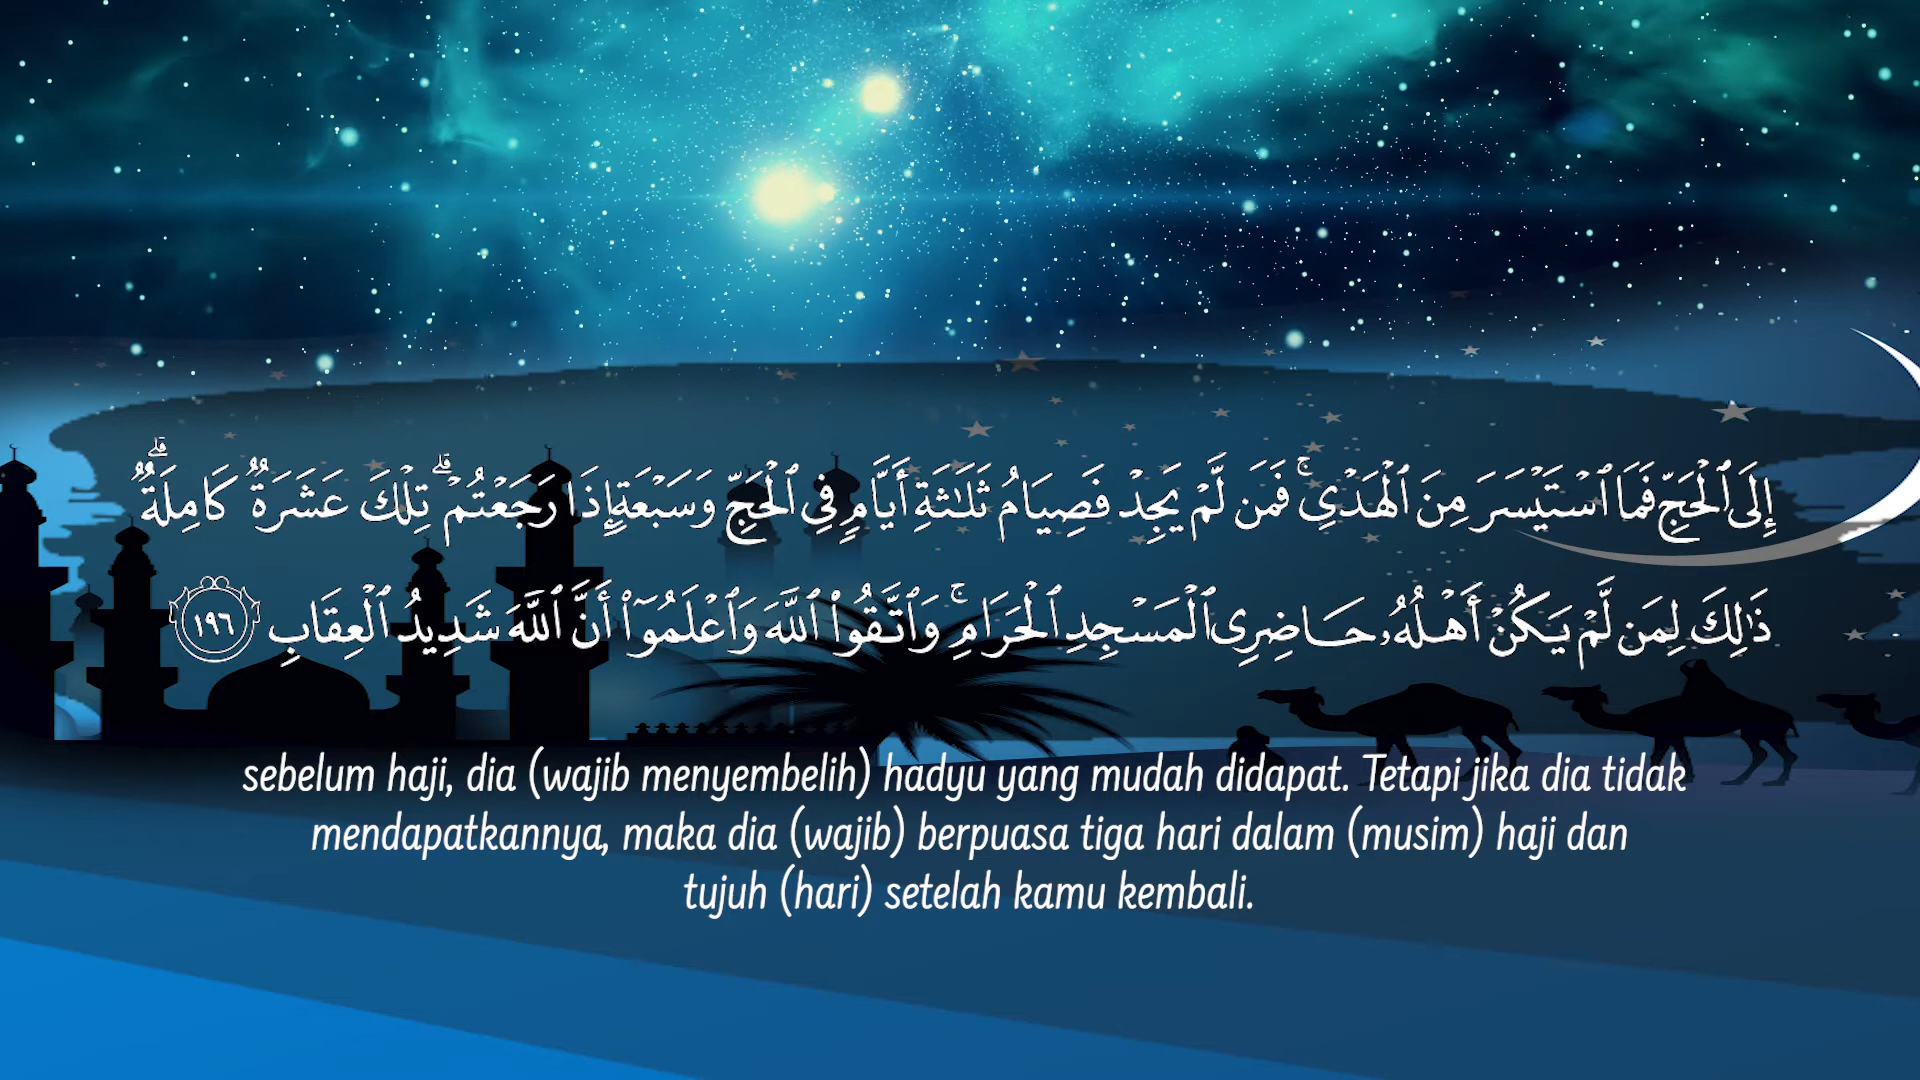 إِلَى ٱلْحَجِّ فَمَا ٱسْتَيْسَرَ مِنَ ٱلْهَدْىِ ۚ فَمَن لَّمْ يَجِدْ فَصِيَامُ ثَلَـٰثَةِ أَيَّامٍ فِى ٱلْحَجِّ وَسَبْعَةٍ إِذَا رَجَعْتُمْ ۗ تِلْكَ عَشَرَةٌ كَامِلَةٌ ۗ
ذَٰلِكَ لِمَن لَّمْ يَكُنْ أَهْلُهُۥ حَاضِرِى ٱلْمَسْجِدِ ٱلْحَرَامِ ۚ وَٱتَّقُوا۟ ٱللَّهَ وَٱعْلَمُوٓا۟ أَنَّ ٱللَّهَ شَدِيدُ ٱلْعِقَابِ ١٩٦
sebelum haji, dia (wajib menyembelih) hadyu yang mudah didapat. Tetapi jika dia tidak
mendapatkannya, maka dia (wajib) berpuasa tiga hari dalam (musim) haji dan
tujuh (hari) setelah kamu kembali.